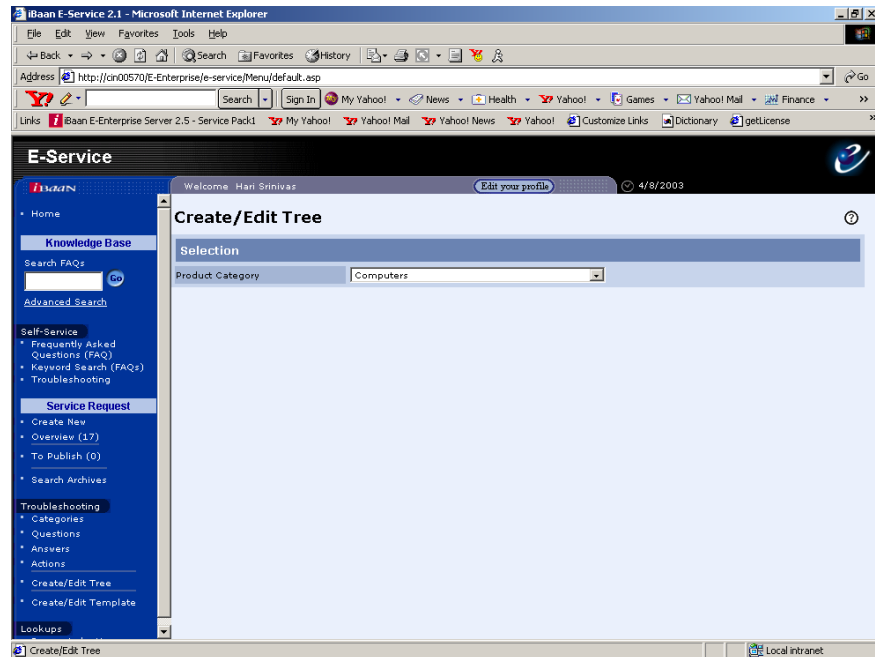 iBaan E-Service 2.1 - Microsoft Internet Explorer
File Edit View Favorites Tools Help
Back Search Favorites History
Address http://cin00570/E-Enterprise/e-service/Menu/default.asp Go
Search Sign In My Yahoo! News Health Yahoo! Games Yahoo! Mail Finance »
Links iBaan E-Enterprise Server 2.5 - Service Pack1 My Yahoo! Yahoo! Mail Yahoo! News Yahoo! Customize Links Dictionary getLicense »
E-Service
iBaan Welcome Hari Srinivas Edit your profile 4/8/2003
Home
Create/Edit Tree
Selection
Product Category Computers
Knowledge Base
Search FAQs
Go
Advanced Search
Self-Service
Frequently Asked
Questions (FAQ)
Keyword Search (FAQs)
Troubleshooting
Service Request
Create New
Overview (17)
To Publish (0)
Search Archives
Troubleshooting
Categories
Questions
Answers
Actions
Create/Edit Tree
Create/Edit Template
Lookups
Create/Edit Tree Local intranet